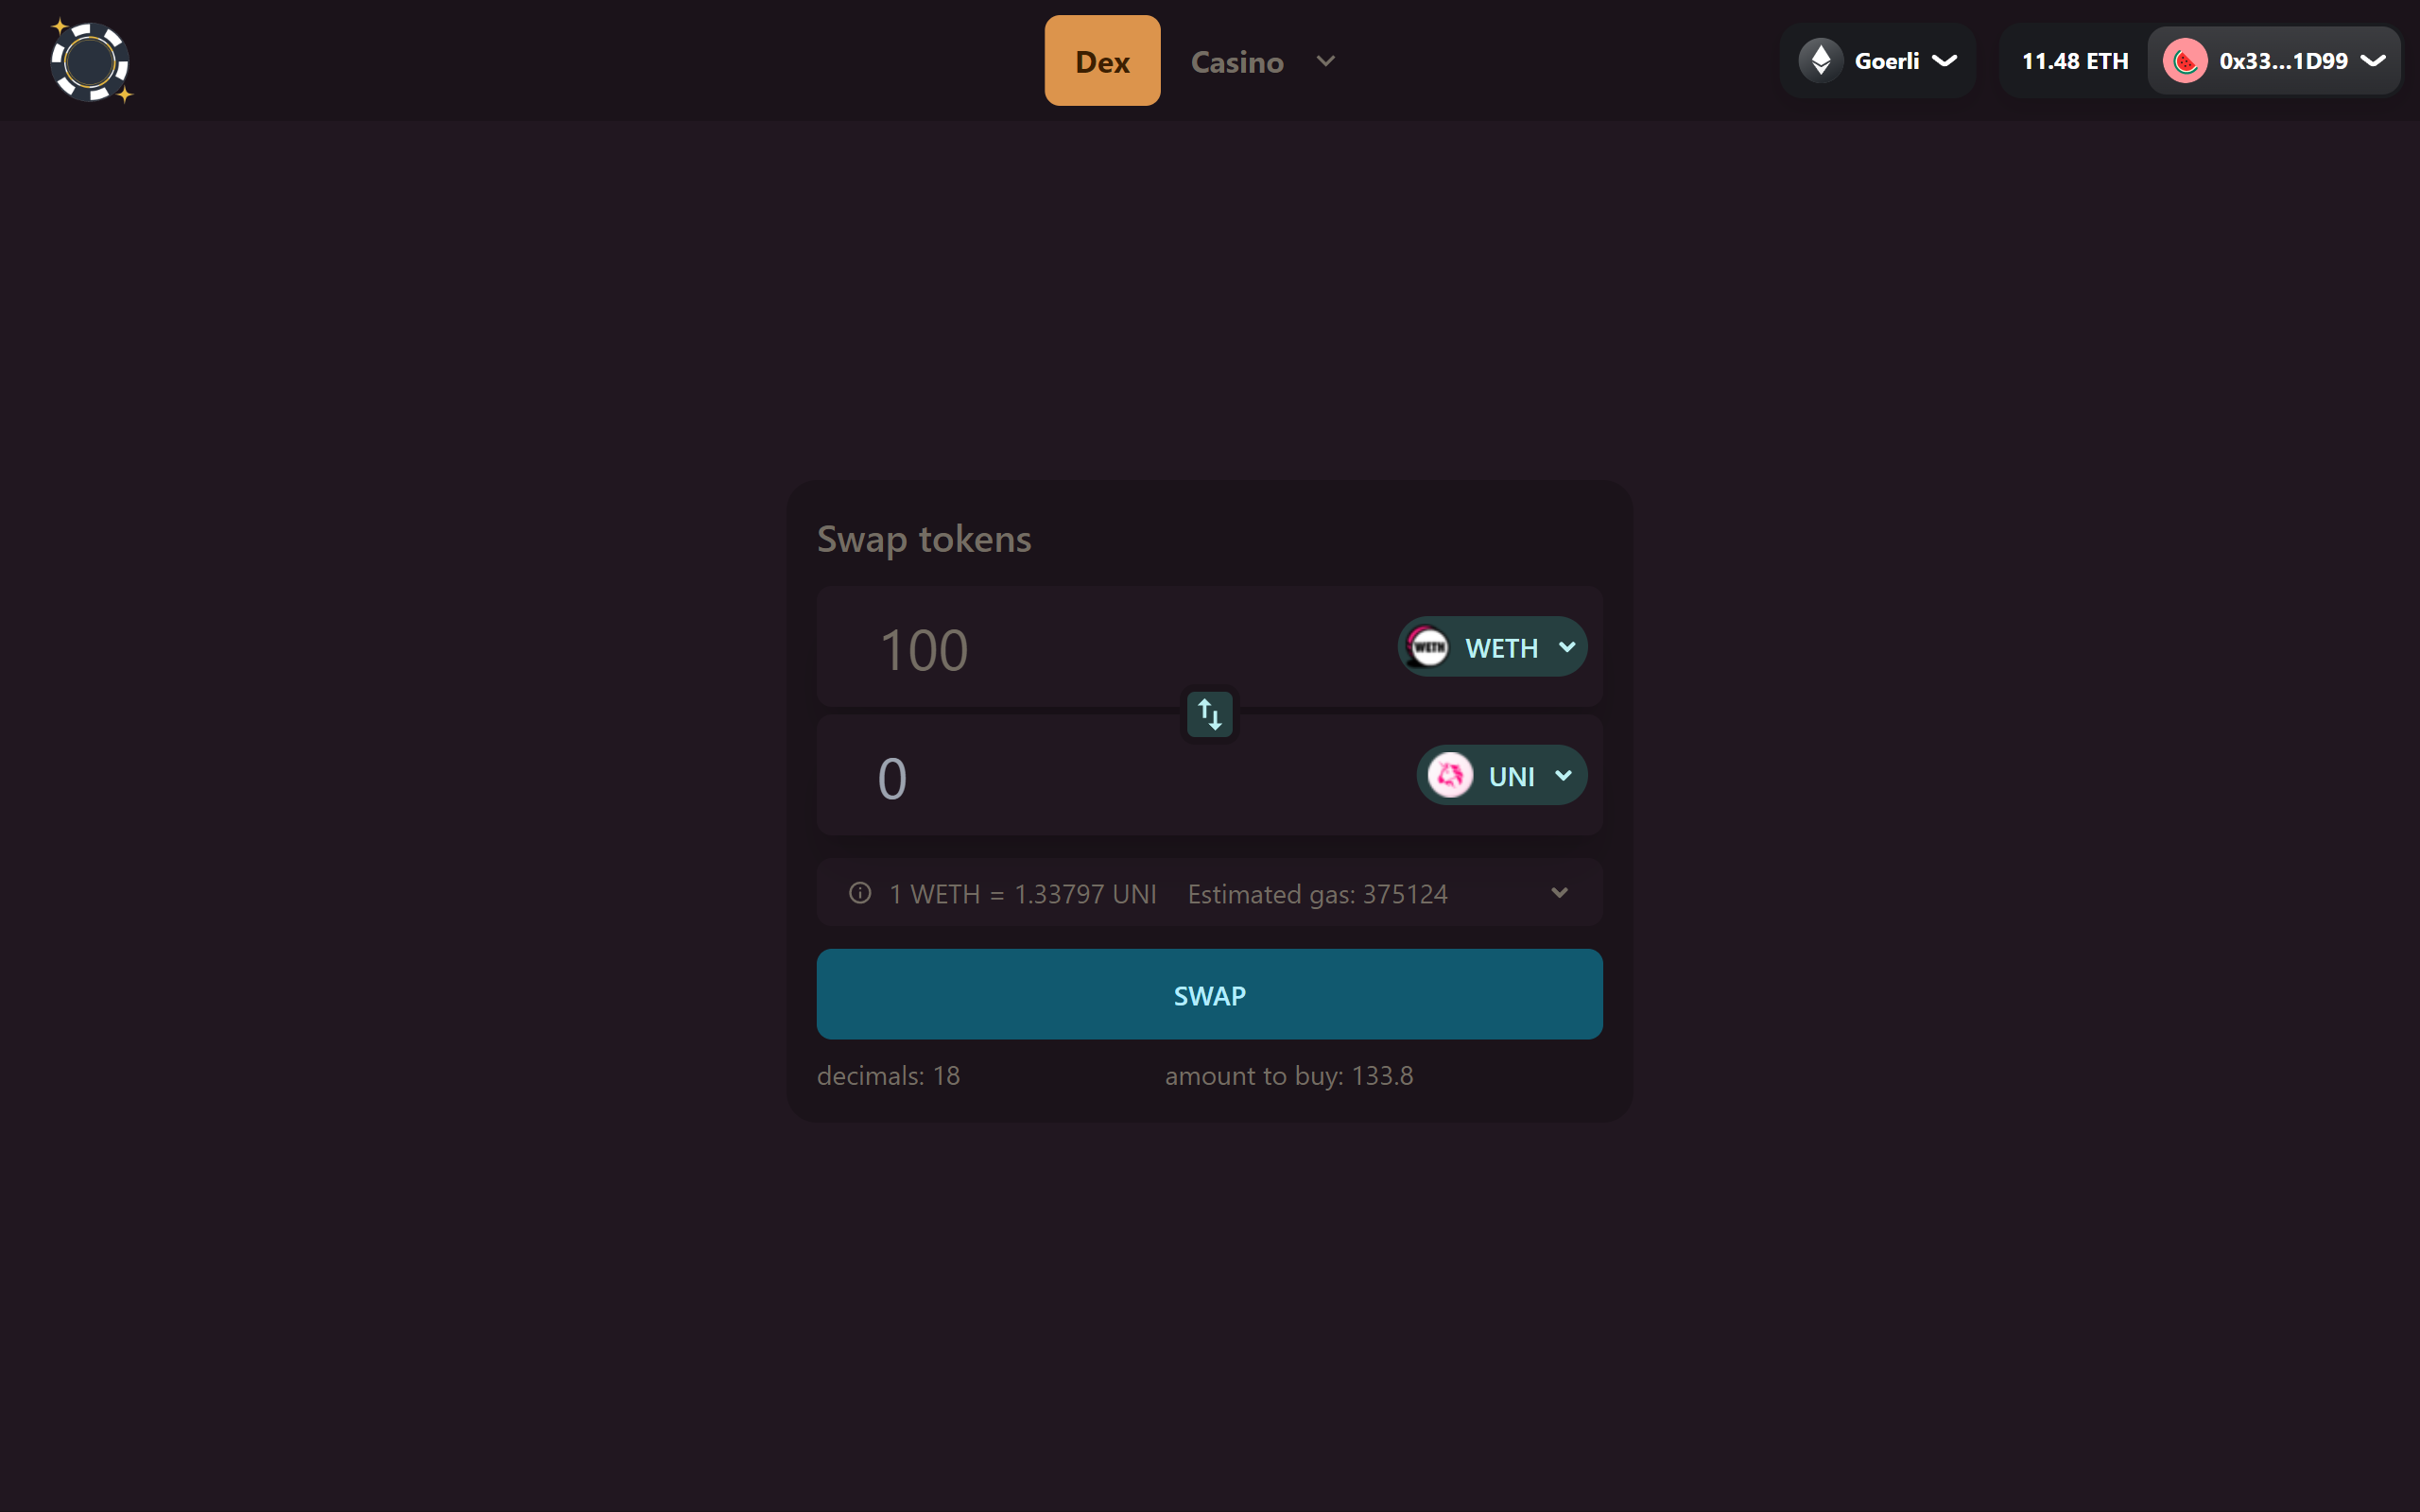 Dex Casino Goerli 11.48 ETH 0x33...1D99
Swap tokens
100 WETH WETH
0 UNI
1 WETH = 1.33797 UNI Estimated gas: 375124
SWAP
decimals: 18 amount to buy: 133.8